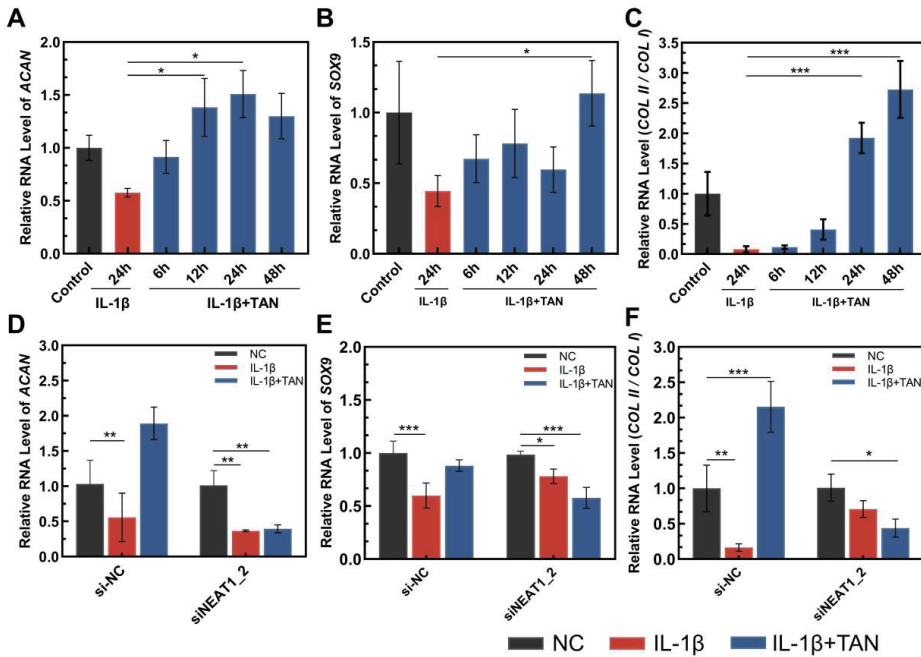 A
Relative RNA Level of ACAN
2.0
1.5
1.0
0.5
0.0
*
*
Control
24h
6h
12h
24h
48h
IL-1β
IL-1β+TAN
B
Relative RNA Level of SOX9
1.5
1.0
0.5
0.0
*
Control
24h
6h
12h
24h
48h
IL-1β
IL-1β+TAN
C
Relative RNA Level (COL II / COL I)
3.5
3.0
2.5
2.0
1.5
1.0
0.5
0.0
***
***
Control
24h
6h
12h
24h
48h
IL-1β
IL-1β+TAN
D
Relative RNA Level of ACAN
3.0
2.5
2.0
1.5
1.0
0.5
0.0
NC
IL-1β
IL-1β+TAN
**
**
**
si-NC
siNEAT1_2
E
Relative RNA Level of SOX9
2.0
1.5
1.0
0.5
0.0
NC
IL-1β
IL-1β+TAN
***
***
*
si-NC
siNEAT1_2
F
Relative RNA Level (COL II / COL I)
3.0
2.5
2.0
1.5
1.0
0.5
0.0
NC
IL-1β
IL-1β+TAN
***
**
*
si-NC
siNEAT1_2
NC IL-1β IL-1β+TAN